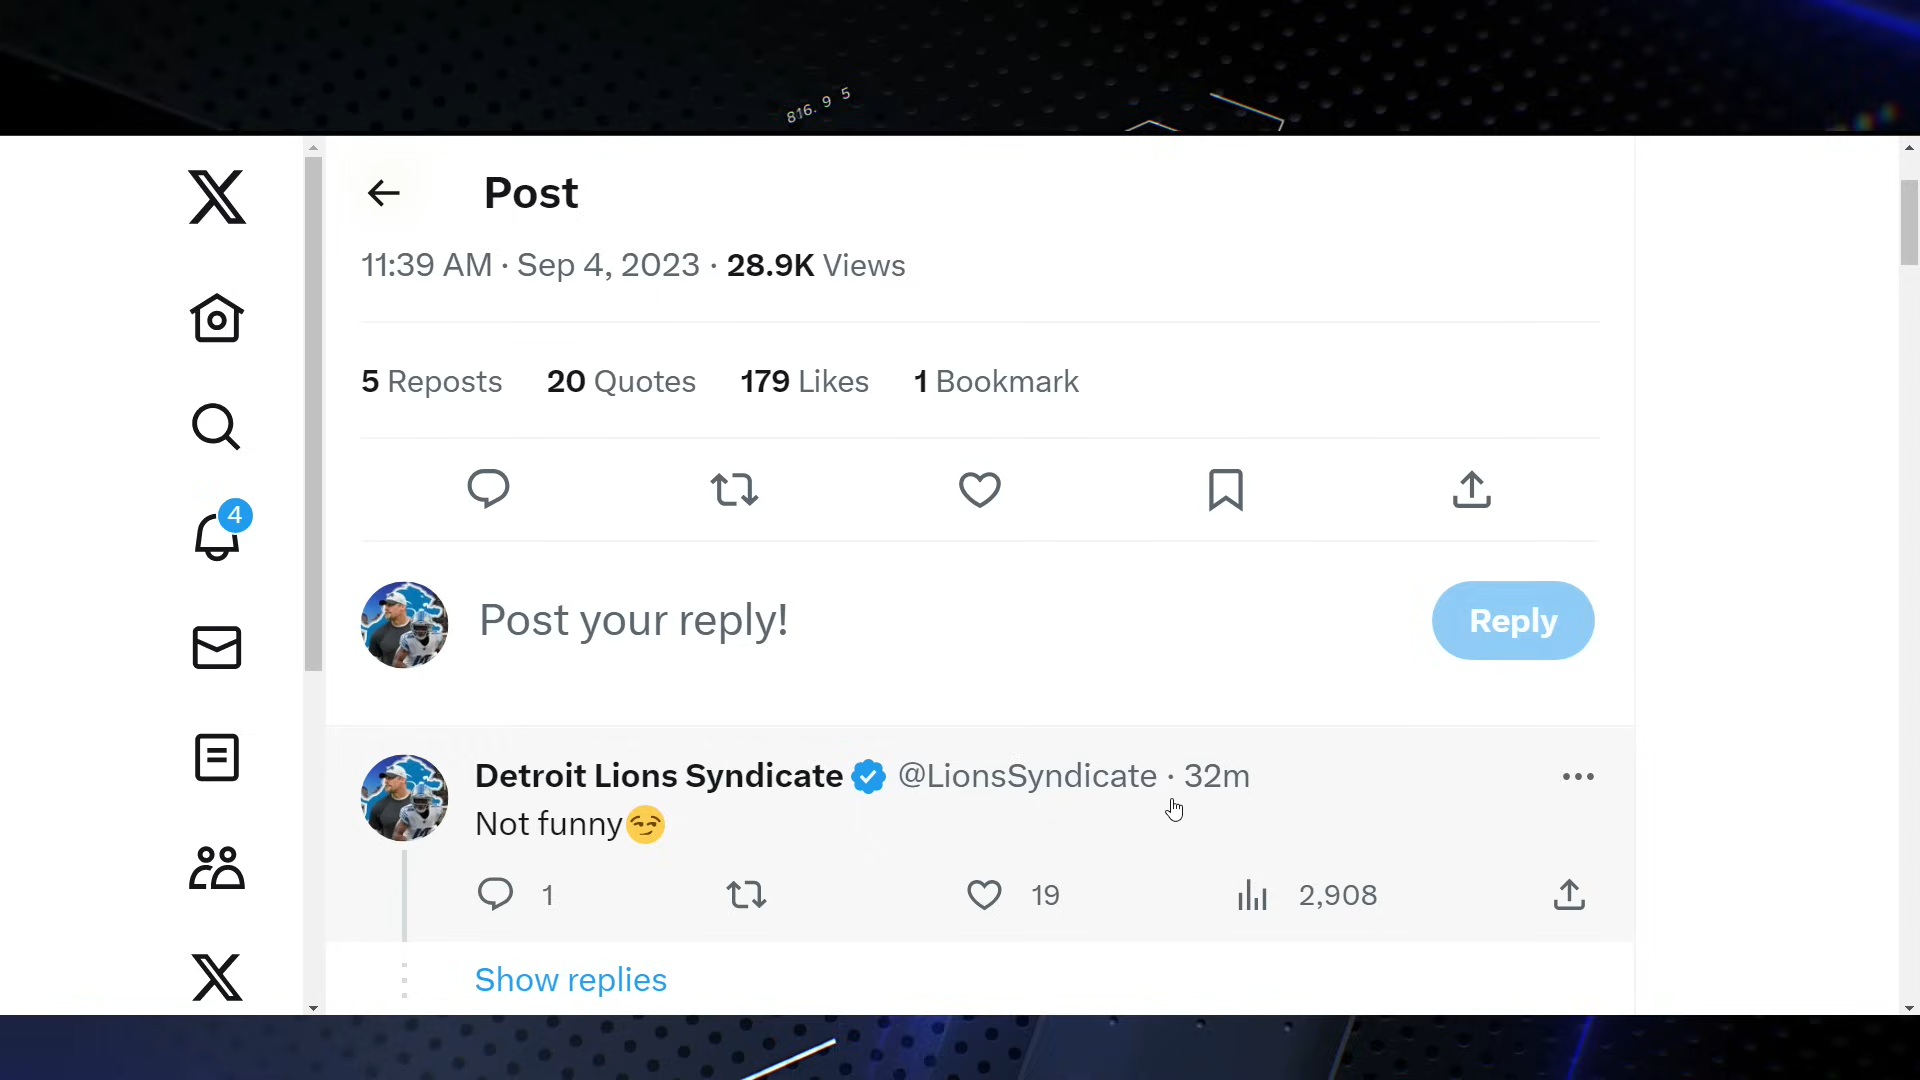 816. 9 5
Post
11:39 AM · Sep 4, 2023 · 28.9K Views
5 Reposts 20 Quotes 179 Likes 1 Bookmark
4
Post your reply!
Reply
Detroit Lions Syndicate @LionsSyndicate · 32m
Not funny😏
1 19 2,908
Show replies